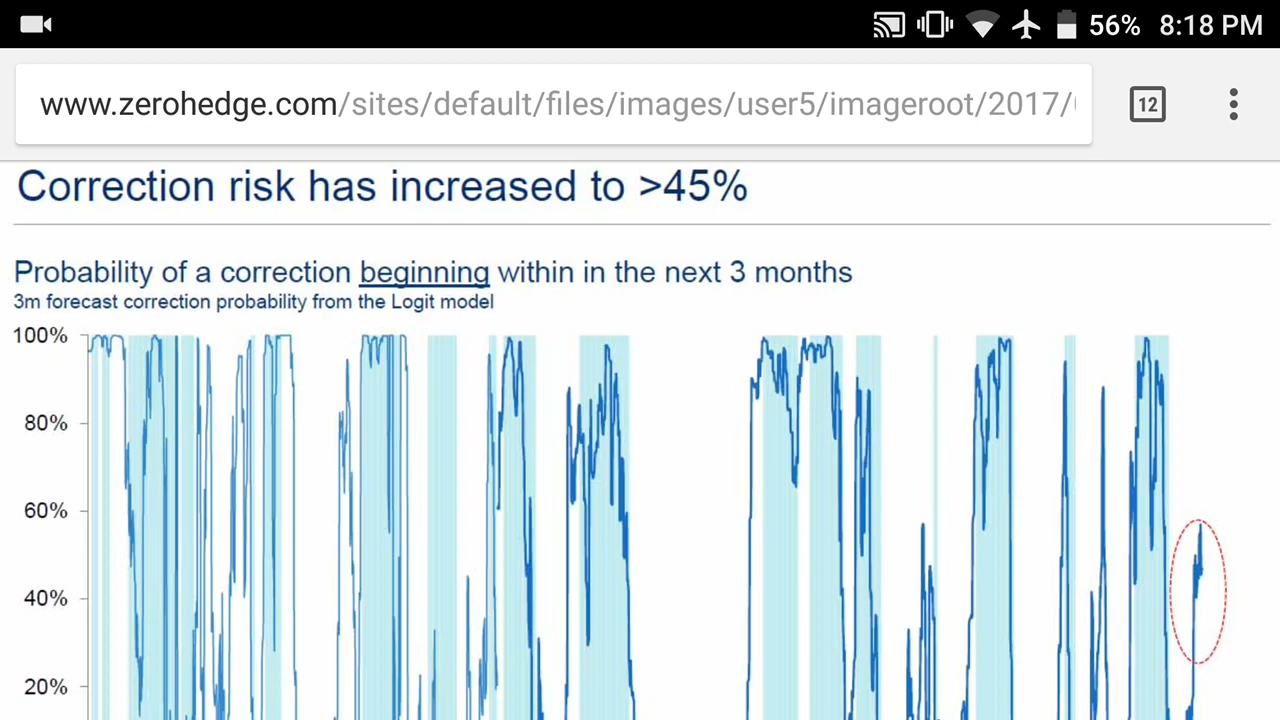 56% 8:18 PM
www.zerohedge.com/sites/default/files/images/user5/imageroot/2017/
12
Correction risk has increased to >45%
Probability of a correction beginning within in the next 3 months
3m forecast correction probability from the Logit model
100%
80%
60%
40%
20%